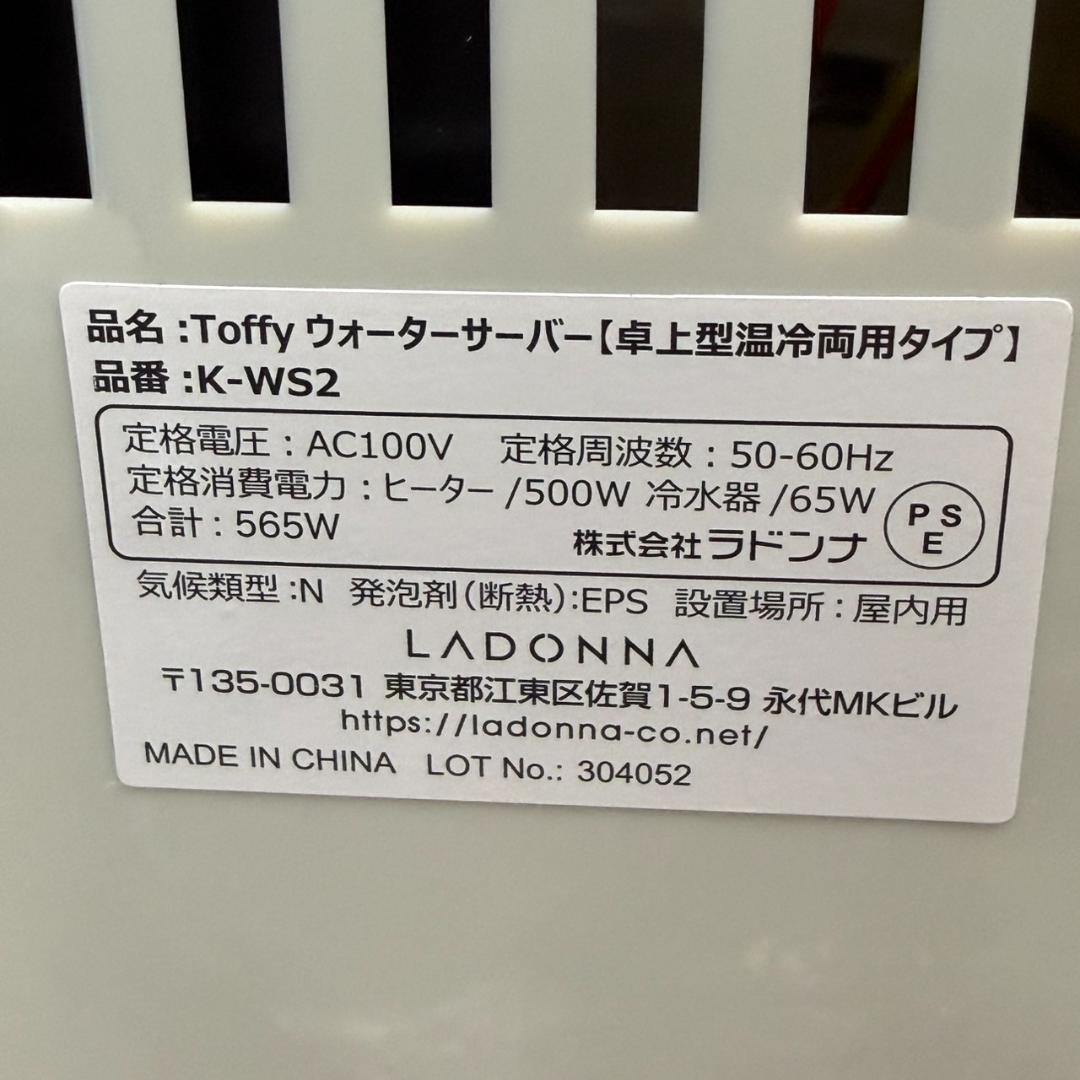 品名:Toffy ウォーターサーバー【卓上型温冷両用タイプ】
品番:K-WS2
定格電圧:AC100V 定格周波数:50-60Hz
定格消費電力:ヒーター/500W 冷水器/65W
合計:565W 株式会社ラドンナ PSE
気候類型:N 発泡剤(断熱):EPS 設置場所:屋内用
LADONNA
〒135-0031 東京都江東区佐賀1-5-9 永代MKビル
https://ladonna-co.net/
MADE IN CHINA LOT No.: 304052